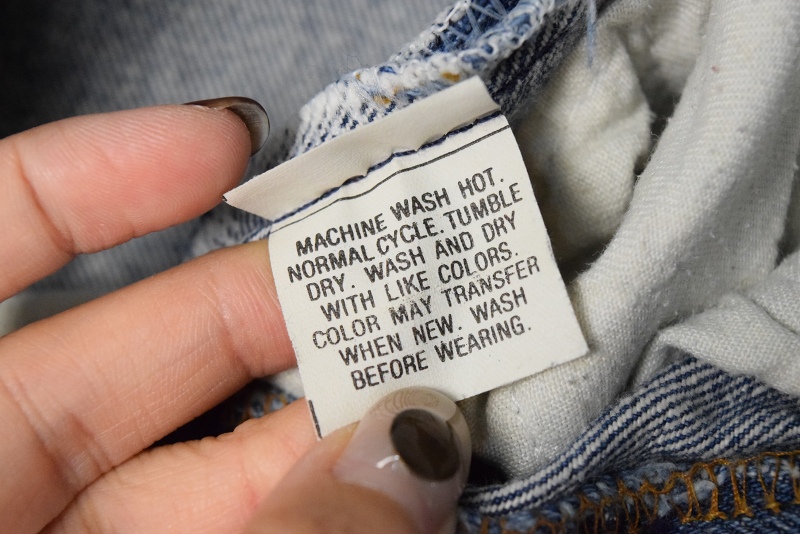 MACHINE WASH HOT.
NORMAL CYCLE. TUMBLE
DRY. WASH AND DRY
WITH LIKE COLORS.
COLOR MAY TRANSFER
WHEN NEW. WASH
BEFORE WEARING.